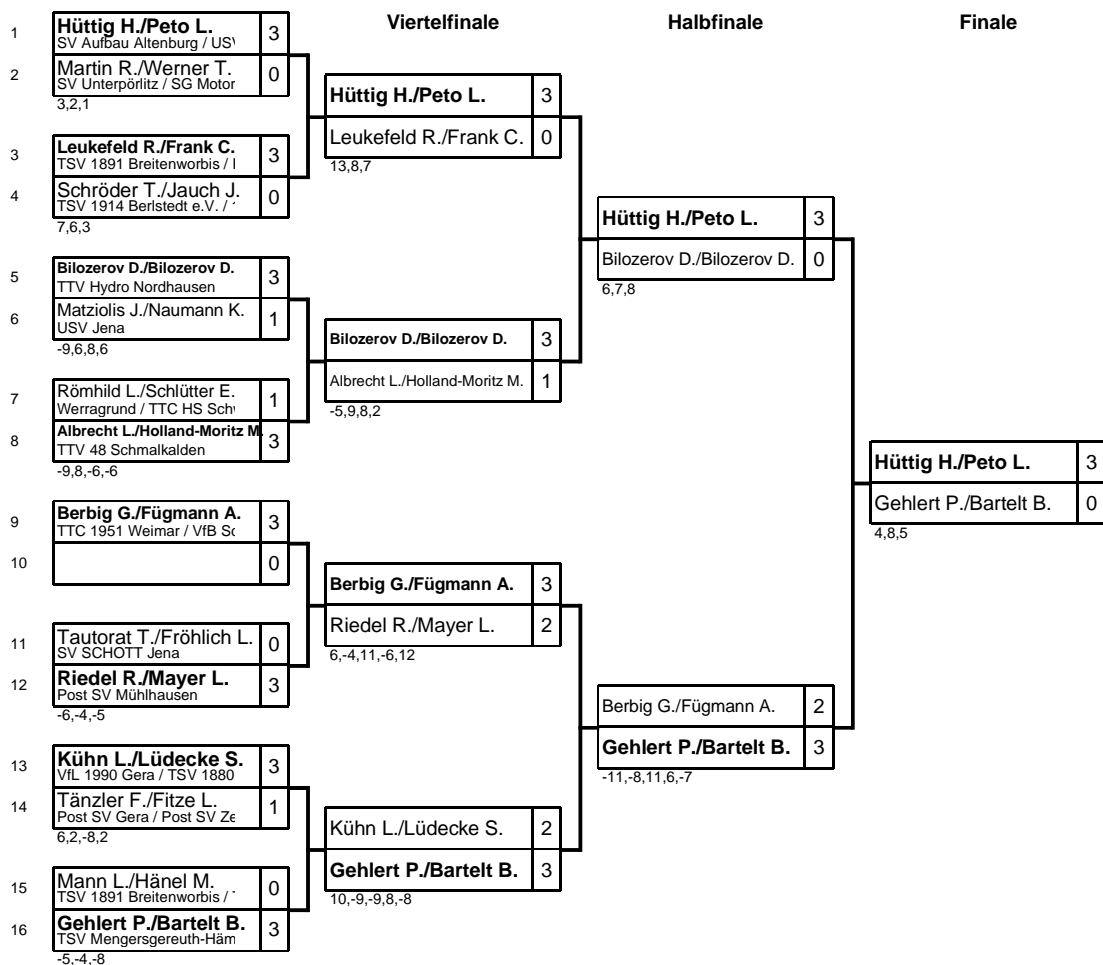 Viertelfinale
Halbfinale
Finale
1
Hüttig H./Peto L.
3
SV Aufbau Altenburg / USV
2
Martin R./Werner T.
0
SV Unterpörlitz / SG Motor
3,2,1
3
Leukefeld R./Frank C.
3
TSV 1891 Breitenworbis /
4
Schröder T./Jauch J.
0
TSV 1914 Berlstedt e.V. /
7,6,3
5
Bilozerov D./Bilozerov D.
3
TTV Hydro Nordhausen
6
Matziolis J./Naumann K.
1
USV Jena
-9,6,8,6
7
Römhild L./Schlütter E.
1
Werragrund / TTC HS Schw
8
Albrecht L./Holland-Moritz M.
3
TTV 48 Schmalkalden
-9,8,-6,-6
9
Berbig G./Fügmann A.
3
TTC 1951 Weimar / VfB Sc
10
0
11
Tautorat T./Fröhlich L.
0
SV SCHOTT Jena
12
Riedel R./Mayer L.
3
Post SV Mühlhausen
-6,-4,-5
13
Kühn L./Lüdecke S.
3
VfL 1990 Gera / TSV 1880
14
Tänzler F./Fitze L.
1
Post SV Gera / Post SV Ze
6,2,-8,2
15
Mann L./Hänel M.
0
TSV 1891 Breitenworbis /
16
Gehlert P./Bartelt B.
3
TSV Mengersgereuth-Häm
-5,-4,-8
Hüttig H./Peto L.
3
Leukefeld R./Frank C.
0
13,8,7
Bilozerov D./Bilozerov D.
3
Albrecht L./Holland-Moritz M.
1
-5,9,8,2
Berbig G./Fügmann A.
3
Riedel R./Mayer L.
2
6,-4,11,-6,12
Kühn L./Lüdecke S.
2
Gehlert P./Bartelt B.
3
10,-9,-9,8,-8
Hüttig H./Peto L.
3
Bilozerov D./Bilozerov D.
0
6,7,8
Berbig G./Fügmann A.
2
Gehlert P./Bartelt B.
3
-11,-8,11,6,-7
Hüttig H./Peto L.
3
Gehlert P./Bartelt B.
0
4,8,5